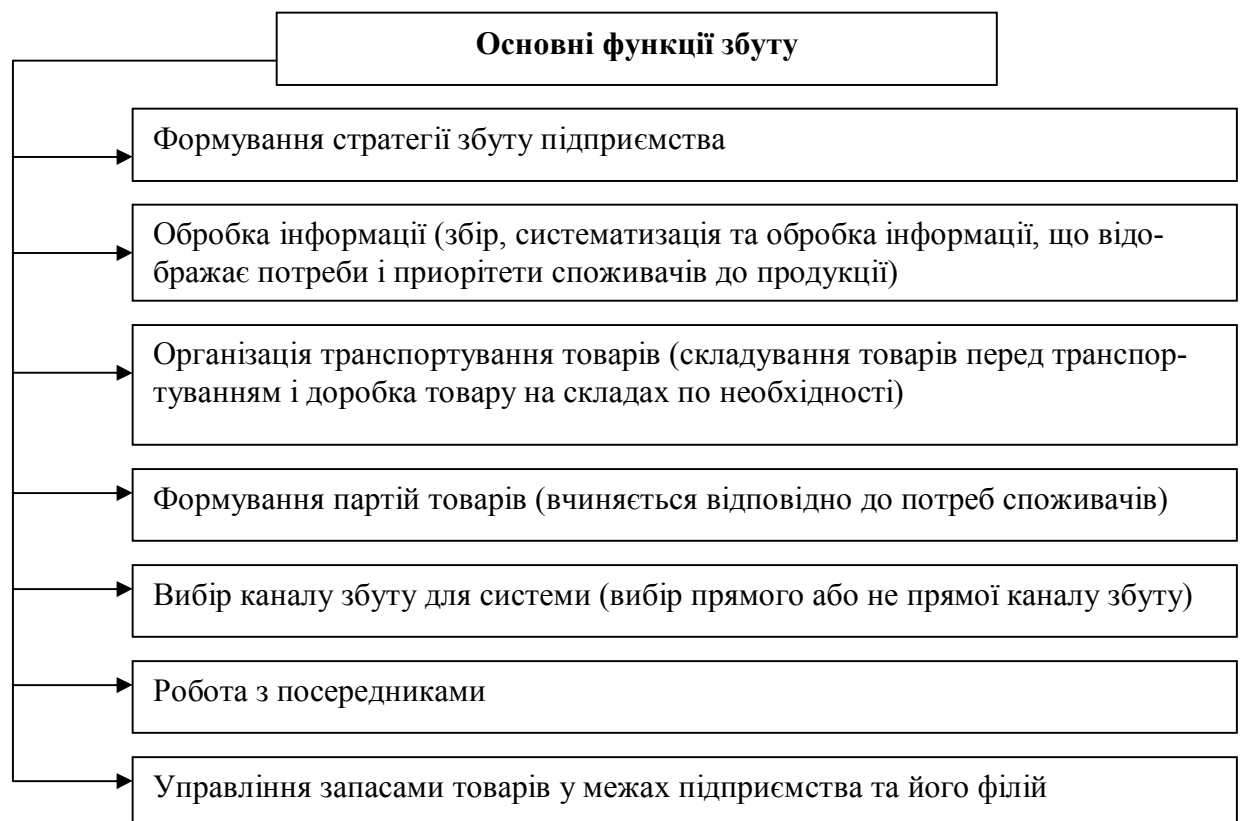 Основні функції збуту
Формування стратегії збуту підприємства
Обробка інформації (збір, систематизація та обробка інформації, що відо-
бражає потреби і приорітети споживачів до продукції)
Організація транспортування товарів (складування товарів перед транспор-
туванням і доробка товару на складах по необхідності)
Формування партій товарів (вчиняється відповідно до потреб споживачів)
Вибір каналу збуту для системи (вибір прямого або не прямої каналу збуту)
Робота з посередниками
Управління запасами товарів у межах підприємства та його філій